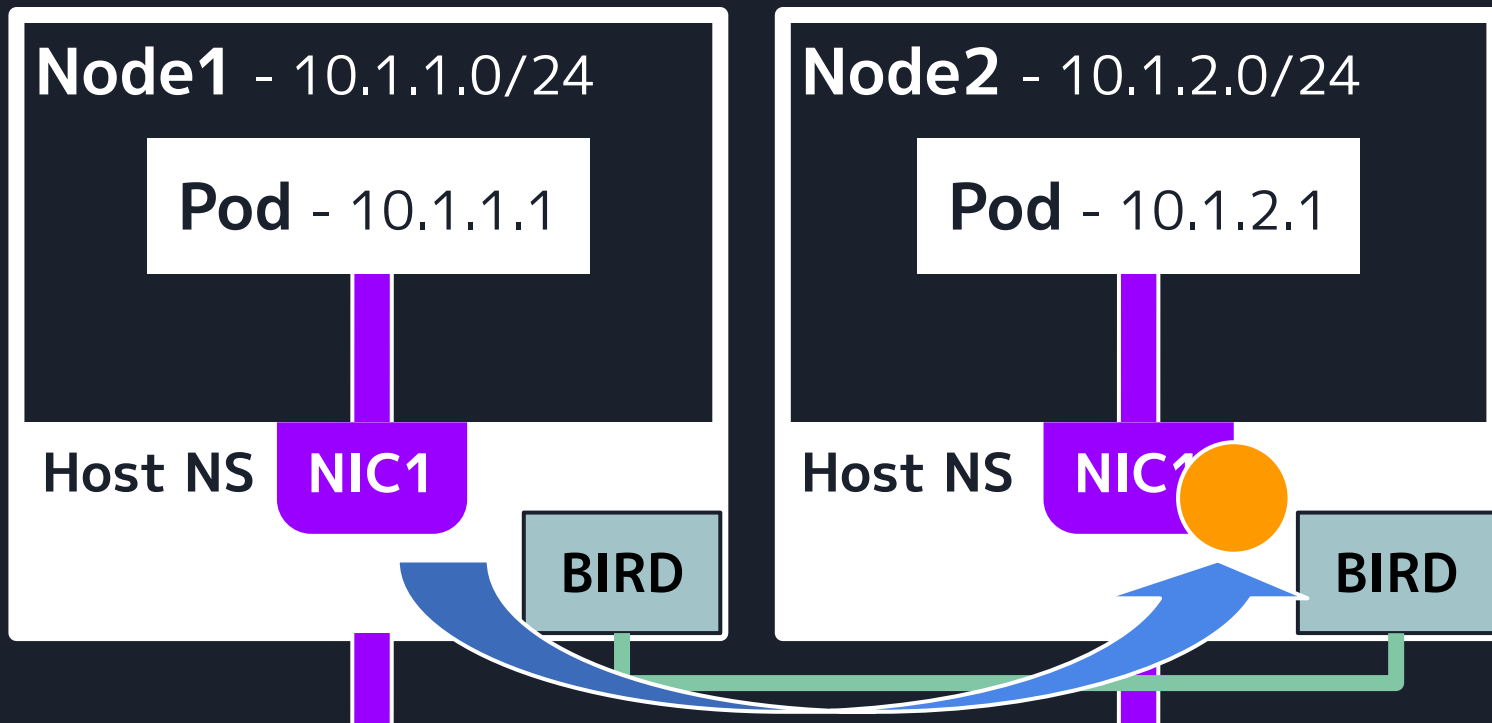 Node1 - 10.1.1.0/24
Pod - 10.1.1.1
Host NS
NIC1
BIRD
Node2 - 10.1.2.0/24
Pod - 10.1.2.1
Host NS
NIC1
BIRD